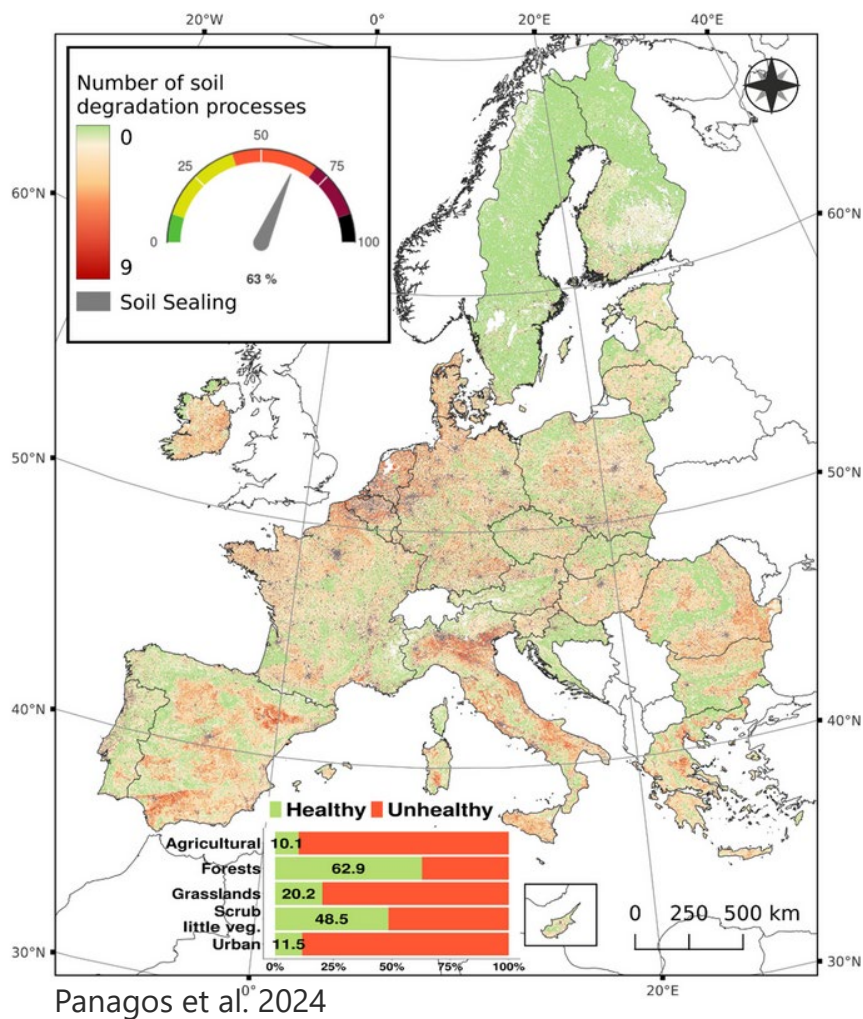 20°W
0°
20°E
40°E
Number of soil
degradation processes
0
9
Soil Sealing
0
25
50
75
100
63 %
60°N
60°N
50°N
50°N
40°N
40°N
30°N
30°N
Healthy
Unhealthy
Agricultural
10.1
Forests
62.9
Grasslands
20.2
Scrub
little veg.
48.5
Urban
11.5
0%
25%
50%
75%
100%
0 250 500 km
0°
20°E
Panagos et al. 2024